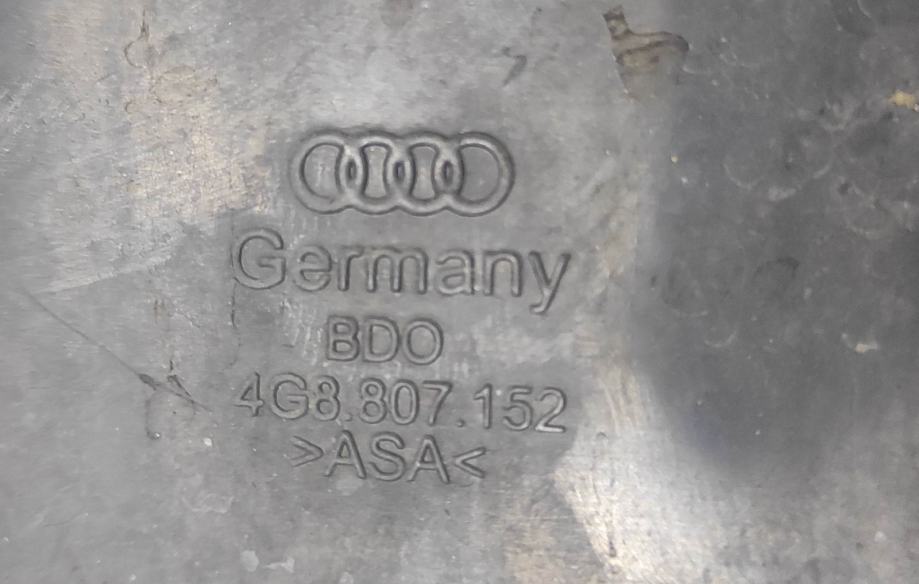 Germany
BDO
4G8.807.152
>ASA<